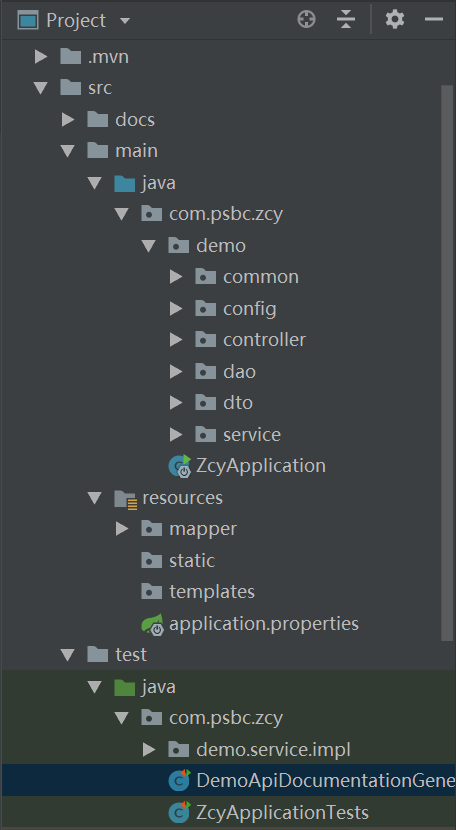 Project
.mvn
src
docs
main
java
com.psbc.zcy
demo
common
config
controller
dao
dto
service
ZcyApplication
resources
mapper
static
templates
application.properties
test
java
com.psbc.zcy
demo.service.impl
DemoApiDocumentationGene
ZcyApplicationTests